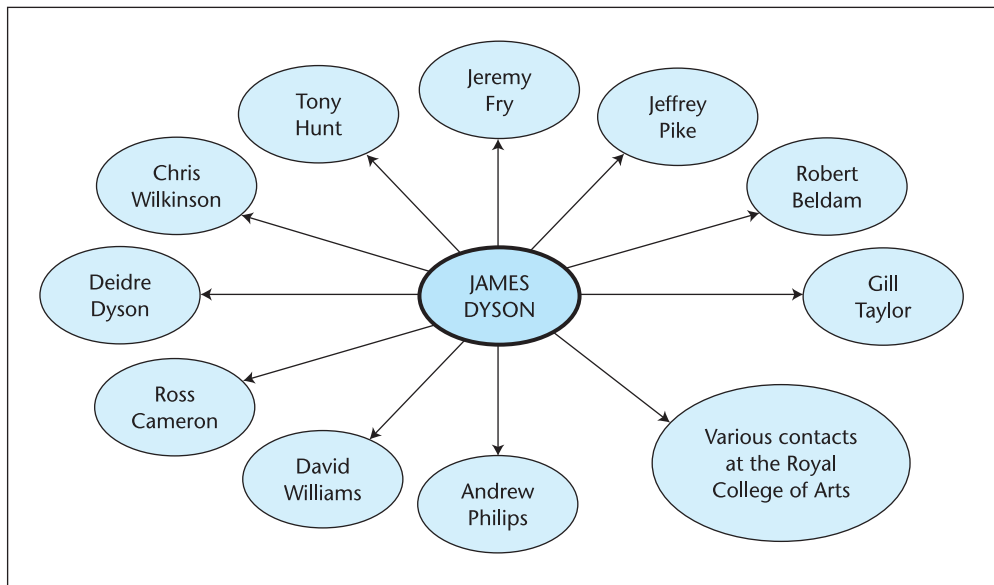 Jeremy
Fry
Tony
Hunt
Jeffrey
Pike
Chris
Wilkinson
Robert
Beldam
Deidre
Dyson
JAMES
DYSON
Gill
Taylor
Ross
Cameron
Various contacts
at the Royal
College of Arts
David
Williams
Andrew
Philips